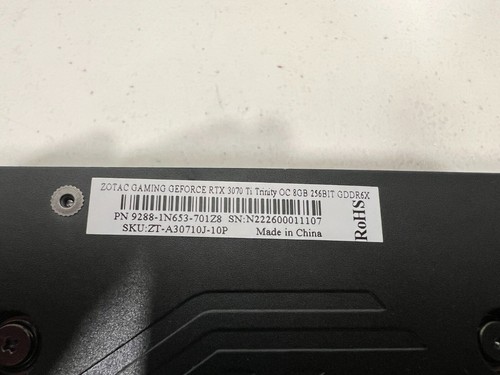 ZOTAC GAMING GEFORCE RTX 3070 Ti Trinity OC 8GB 256BIT GDDR6X
PN 9288-1N653-701Z8 SN:N222600011107
SKU:ZT-A30710J-10P Made in China
RoHS